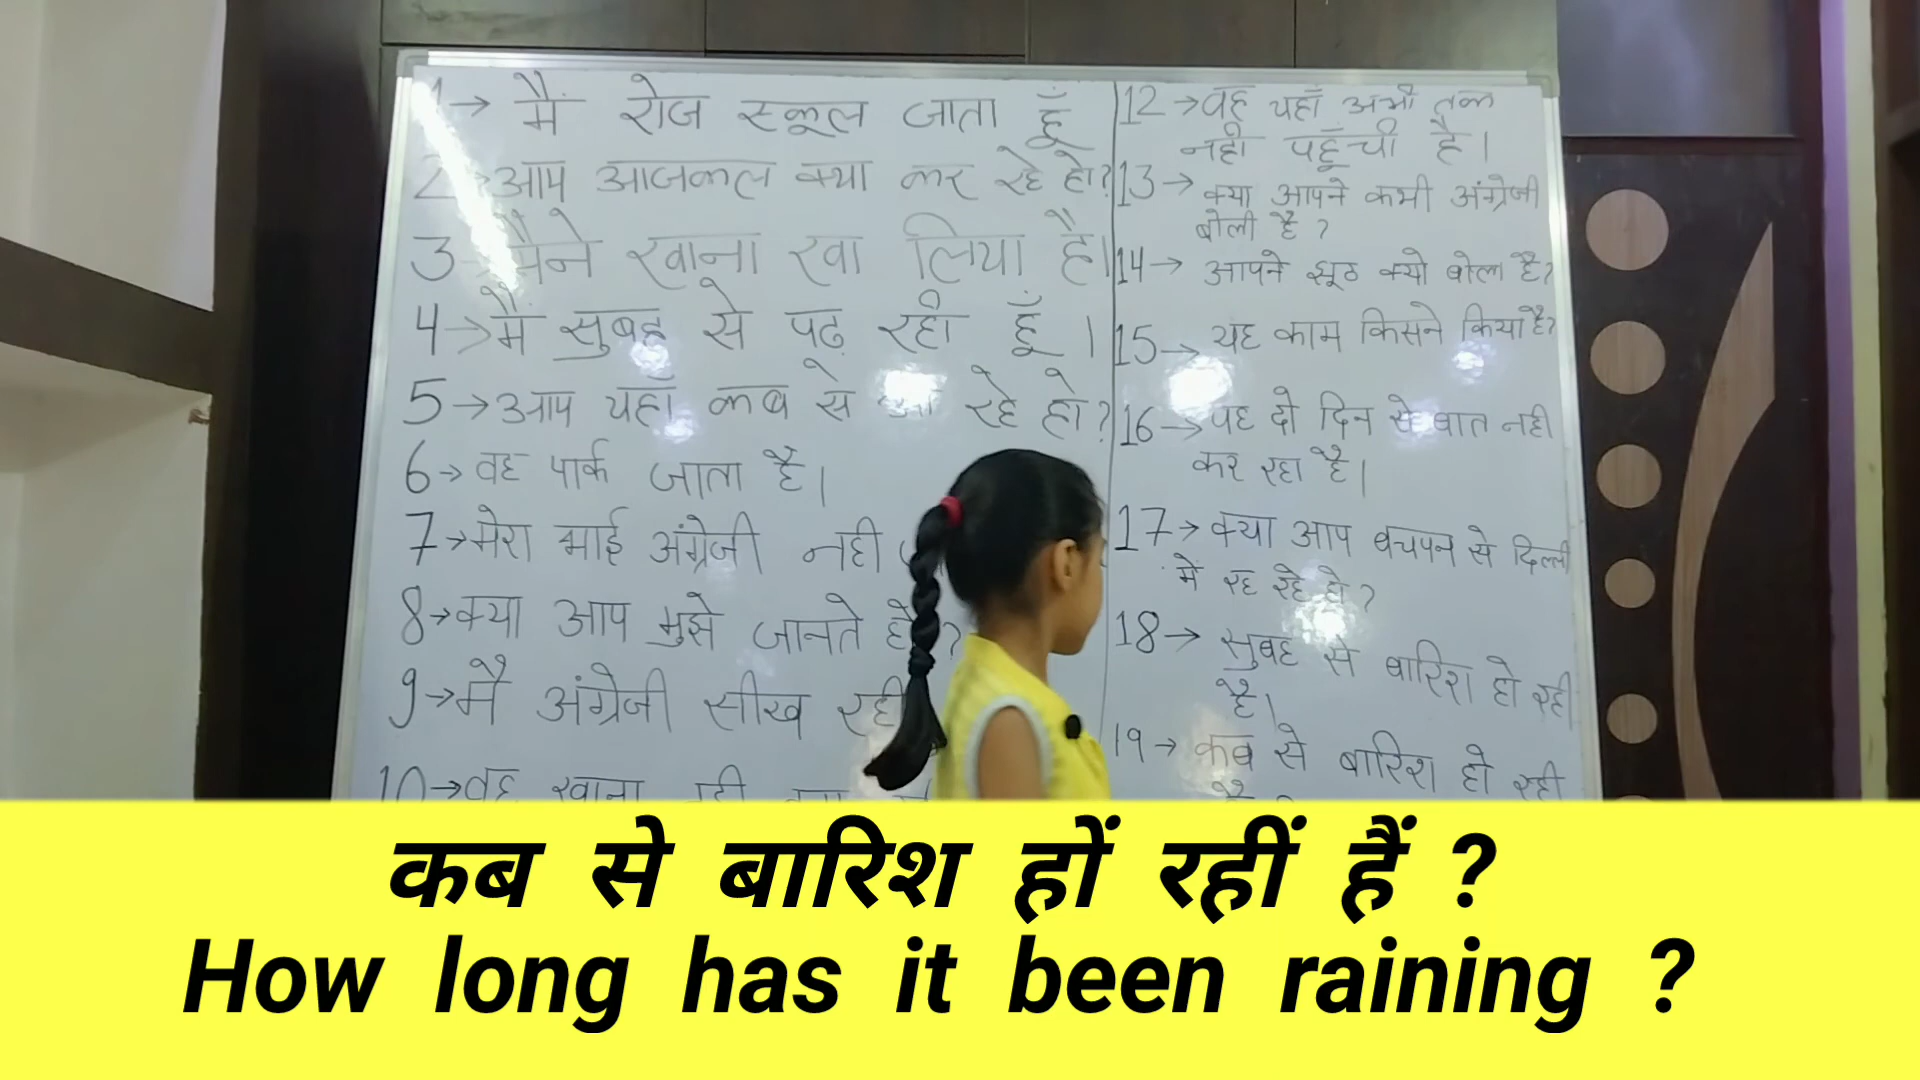 1→ मैं रोज स्कूल जाता हूँ
2→आप आजकल क्या कर रहे हो?
3→मैने खाना खा लिया है।
4→मैं सुबह से पढ़ रही हूँ ।
5→आप यहाँ कब से आ रहे हो?
6→ वह पार्क जाता है।
7→मेरा भाई अंग्रेजी नही
8→क्या आप मुझे जानते हो ?
9→मै अंग्रेजी सीख रही
10→वह खाना
12→वह यहाँ अभी तक
नही पहूँची है।
13→ क्या आपने कभी अंग्रेजी
बोली है ?
14→ आपने झूठ क्यो बोला है?
15→ यह काम किसने किया है?
16→ वह दो दिन से बात नही
कर रहा है।
17→ क्या आप बचपन से दिल्ली
मे रह रहे हो ?
18→ सुबह से बारिश हो रही
है।
19→ कब से बारिश हो रही
कब से बारिश हों रहीं हैं ?
How long has it been raining ?